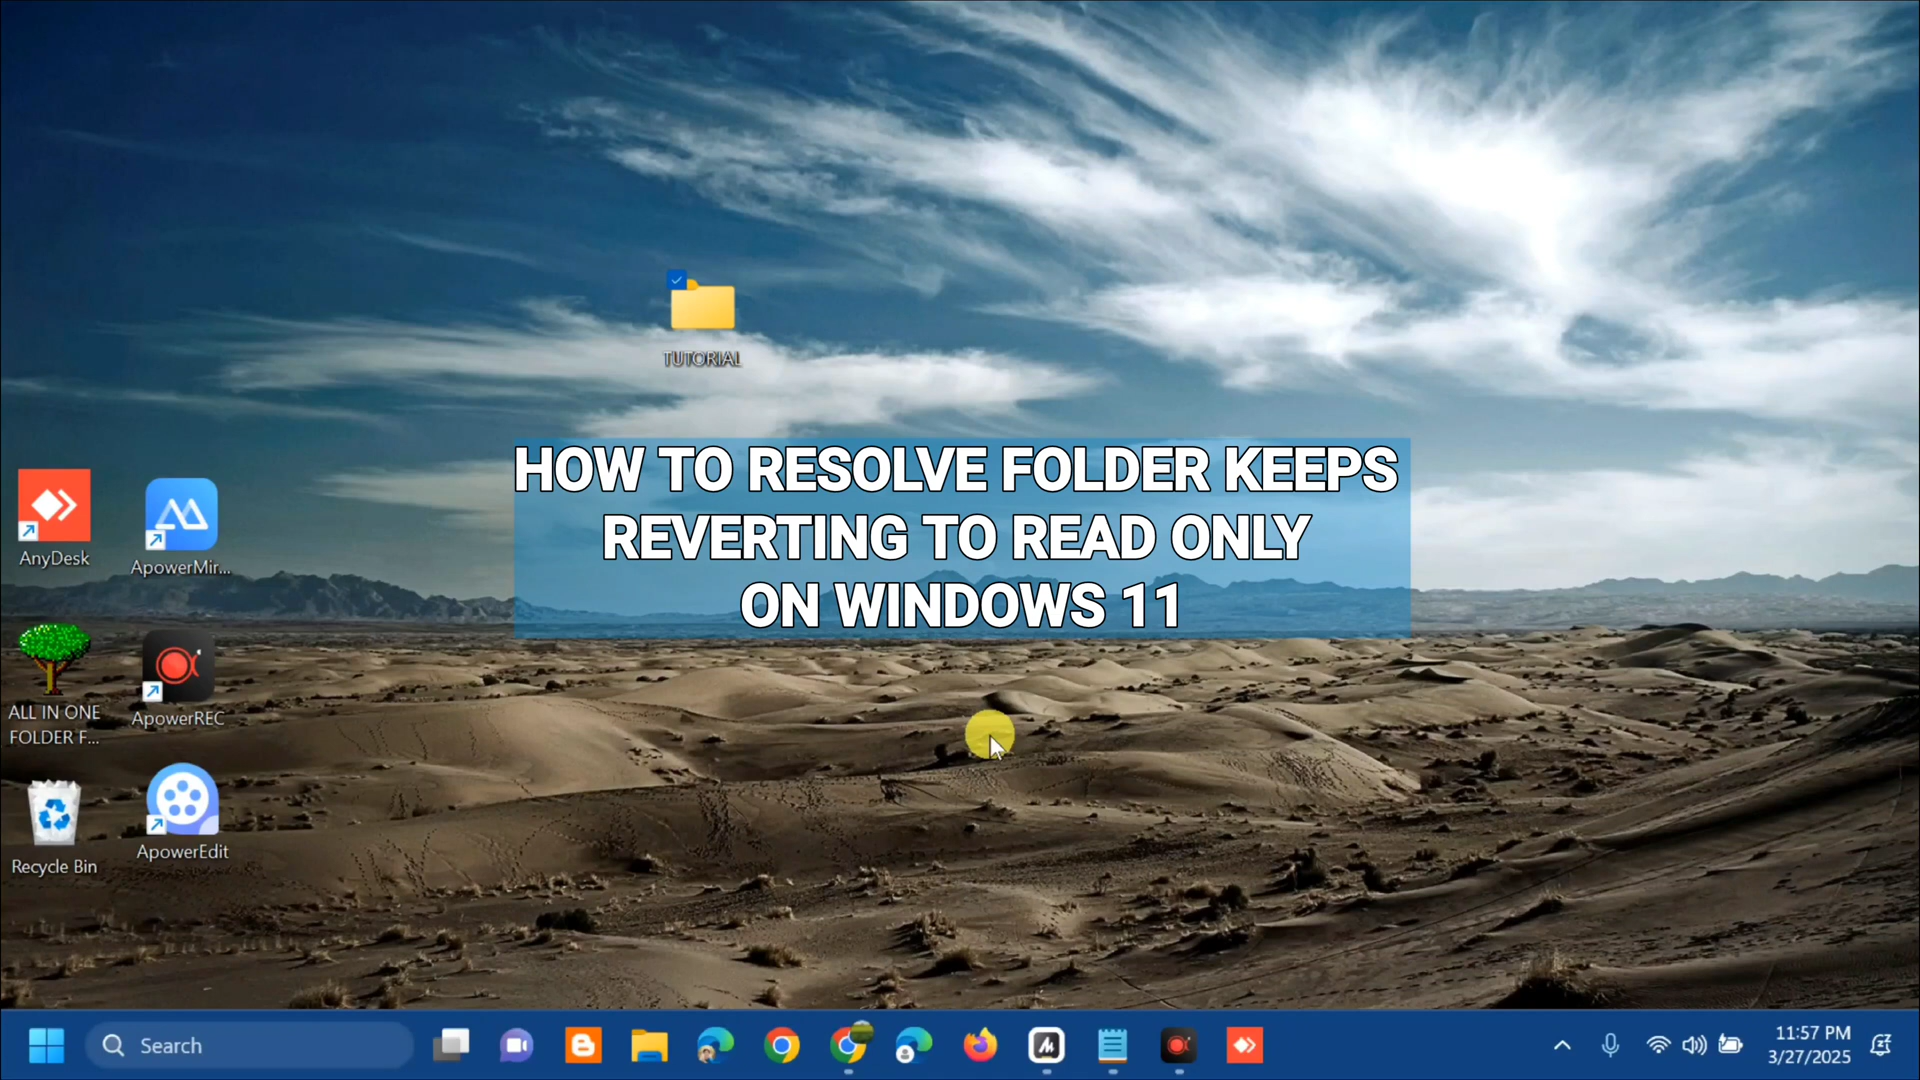 TUTORIAL
HOW TO RESOLVE FOLDER KEEPS
REVERTING TO READ ONLY
ON WINDOWS 11
AnyDesk
ApowerMir...
ALL IN ONE
FOLDER F...
ApowerREC
Recycle Bin
ApowerEdit
Search
11:57 PM
3/27/2025